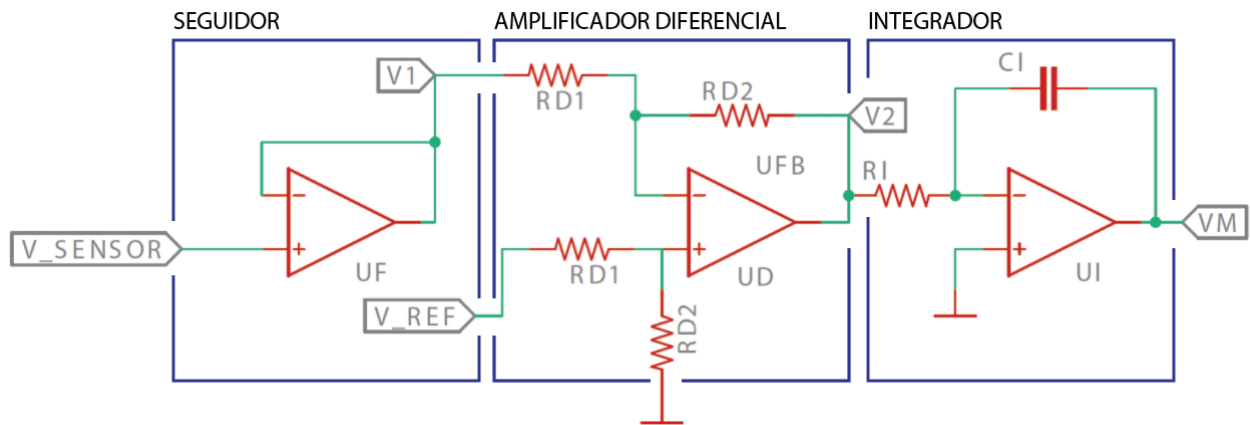 SEGUIDOR
AMPLIFICADOR DIFERENCIAL
INTEGRADOR
V1
RD1
RD2
V2
CI
UFB
RI
V_SENSOR
UF
V_REF
RD1
UD
UI
VM
RD2